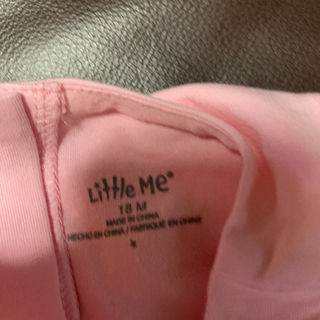 Little Me®
18 M
MADE IN CHINA
HECHO EN CHINA / FABRIQUÉ EN CHINE